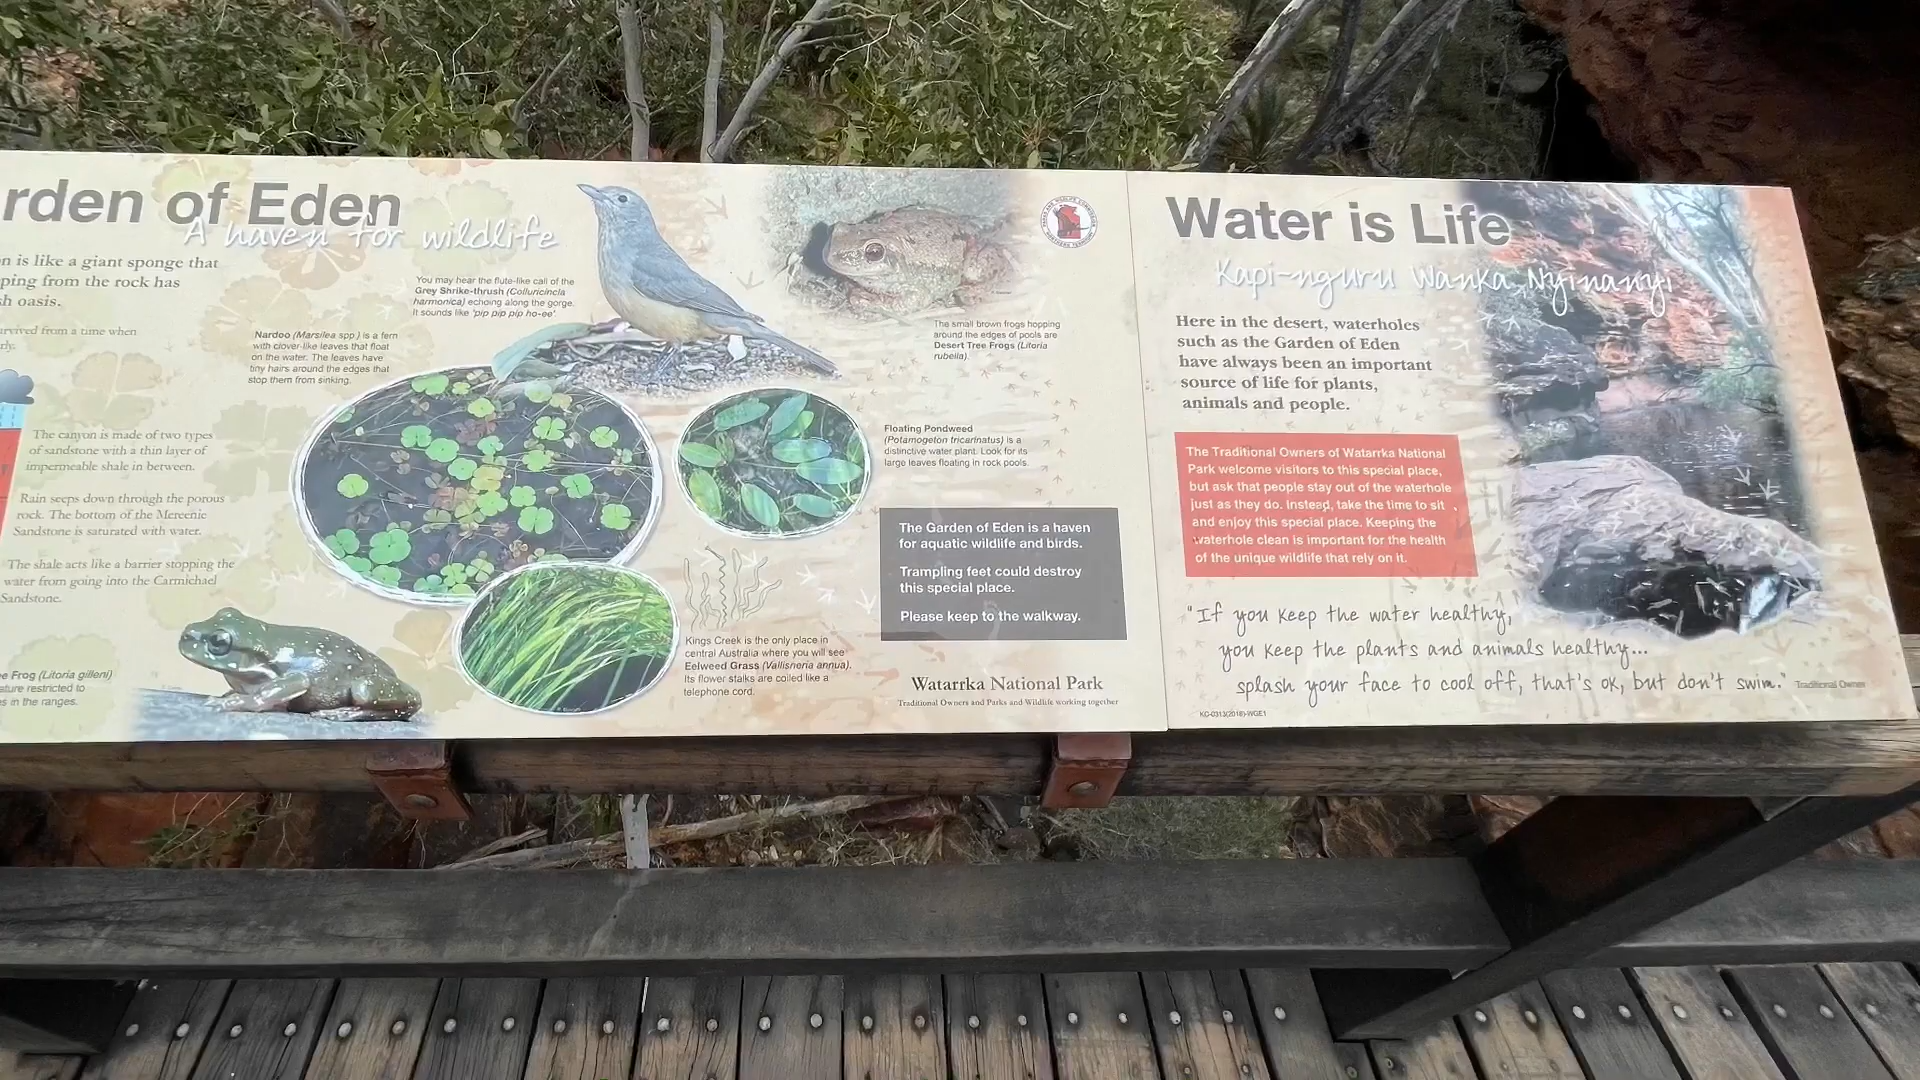 rden of Eden
A haven for wildlife
n is like a giant sponge that
ping from the rock has
sh oasis.
urvived from a time when
rly.
The canyon is made of two types
of sandstone with a thin layer of
impermeable shale in between.
Rain seeps down through the porous
rock. The bottom of the Mereenie
Sandstone is saturated with water.
The shale acts like a barrier stopping the
water from going into the Carmichael
Sandstone.
e Frog (Litoria gilleni)
ature restricted to
s in the ranges.
Nardoo (Marsilea spp.) is a fern
with clover-like leaves that float
on the water. The leaves have
tiny hairs around the edges that
stop them from sinking.
You may hear the flute-like call of the
Grey Shrike-thrush (Colluricincla
harmonica) echoing along the gorge.
It sounds like 'pip pip pip ho-ee'.
The small brown frogs hopping
around the edges of pools are
Desert Tree Frogs (Litoria
rubella).
Floating Pondweed
(Potamogeton tricarinatus) is a
distinctive water plant. Look for its
large leaves floating in rock pools.
Kings Creek is the only place in
central Australia where you will see
Eelweed Grass (Vallisneria annua).
Its flower stalks are coiled like a
telephone cord.
The Garden of Eden is a haven
for aquatic wildlife and birds.
Trampling feet could destroy
this special place.
Please keep to the walkway.
Watarrka National Park
Traditional Owners and Parks and Wildlife working together
Water is Life
Kapi-nguru Wanka Nyinanyi
Here in the desert, waterholes
such as the Garden of Eden
have always been an important
source of life for plants,
animals and people.
The Traditional Owners of Watarrka National
Park welcome visitors to this special place,
but ask that people stay out of the waterhole
just as they do. Instead, take the time to sit
and enjoy this special place. Keeping the
waterhole clean is important for the health
of the unique wildlife that rely on it.
"If you keep the water healthy,
you keep the plants and animals healthy...
splash your face to cool off, that's ok, but don't swim." Traditional Owner
KC-0313(2018)-WGE1